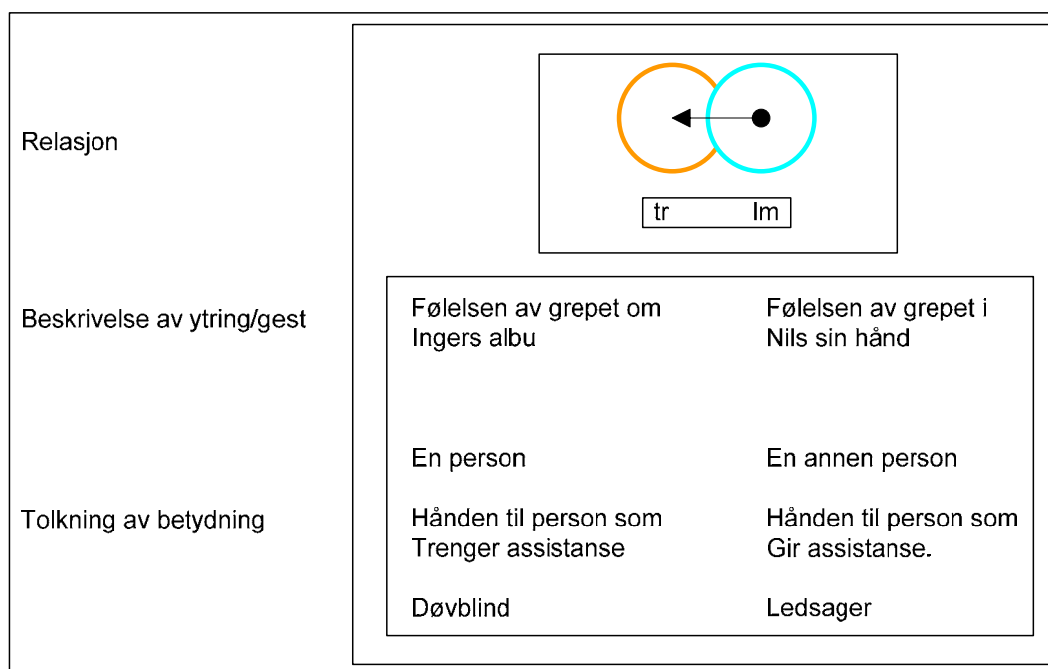 Relasjon
tr lm
Beskrivelse av ytring/gest
Følelsen av grepet om
Ingers albu
Følelsen av grepet i
Nils sin hånd
En person
En annen person
Tolkning av betydning
Hånden til person som
Trenger assistanse
Hånden til person som
Gir assistanse.
Døvblind
Ledsager